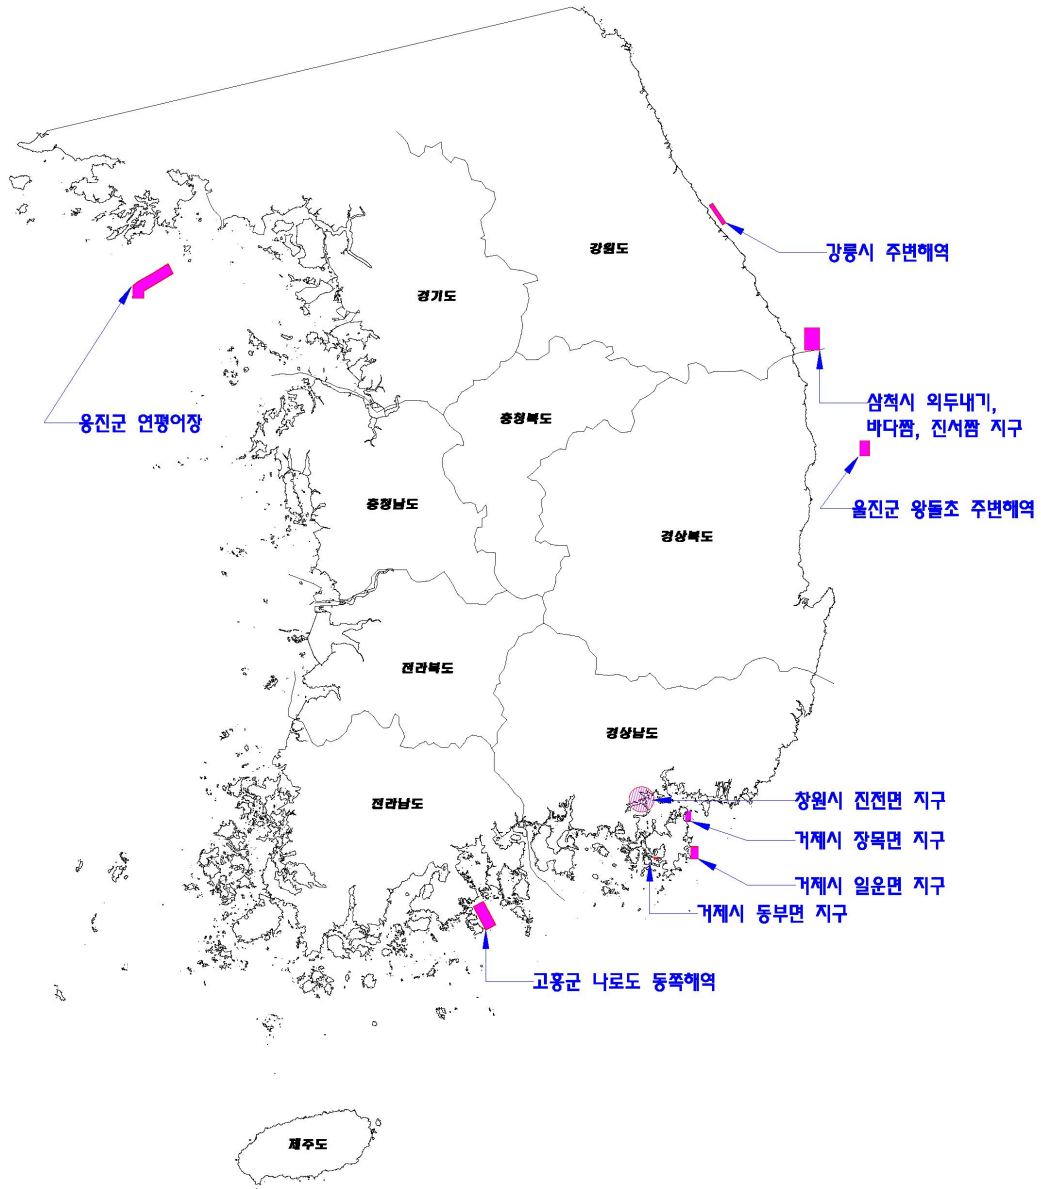 강원도
강릉시 주변해역
경기도
삼척시 외두내기,
바다짬, 진서짬 지구
충청북도
옹진군 연평어장
충청남도
울진군 왕돌초 주변해역
경상북도
전라북도
경상남도
창원시 진전면 지구
전라남도
거제시 장목면 지구
거제시 일운면 지구
거제시 동부면 지구
고흥군 나로도 동쪽해역
제주도